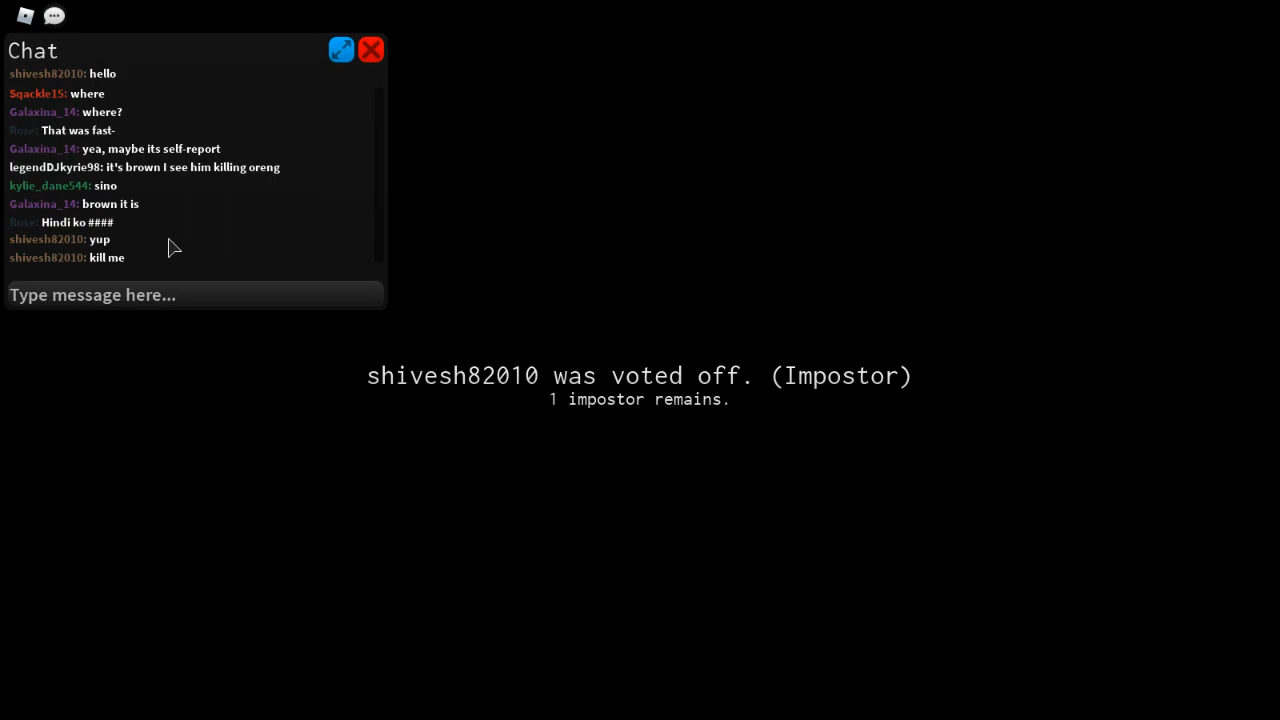 Chat
shivesh82010: hello
Sqackle15: where
Galaxina_14: where?
Rose: That was fast-
Galaxina_14: yea, maybe its self-report
legendDJkyrie98: it's brown I see him killing oreng
kylie_dane544: sino
Galaxina_14: brown it is
Rose: Hindi ko ####
shivesh82010: yup
shivesh82010: kill me
Type message here...
shivesh82010 was voted off. (Impostor)
1 impostor remains.